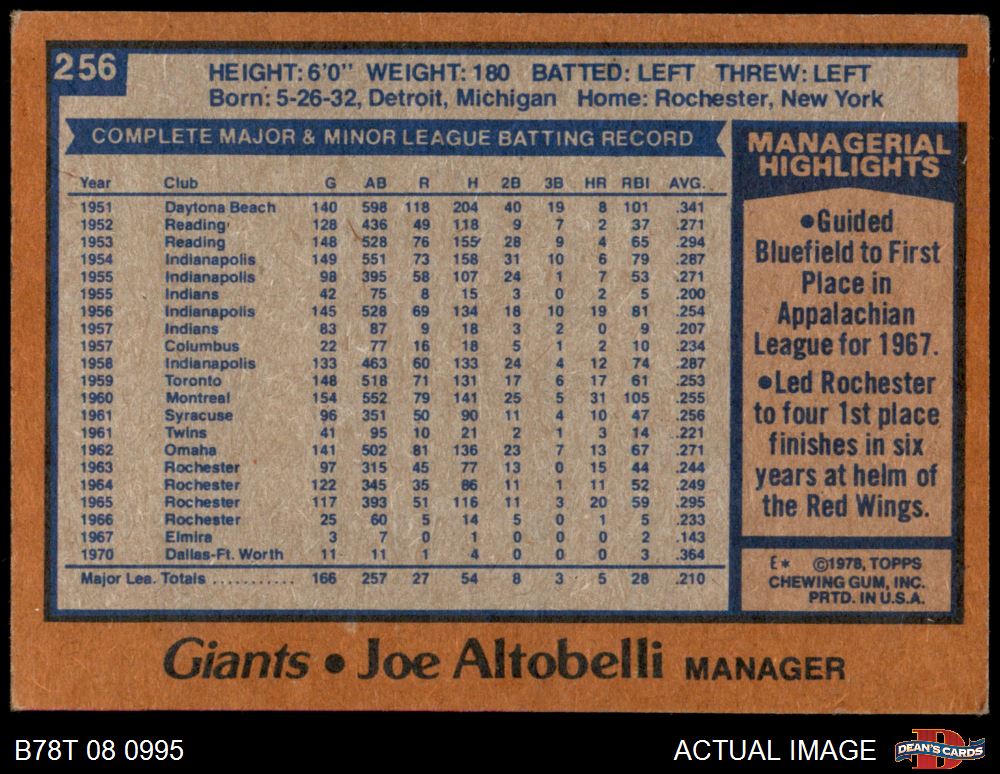 256
HEIGHT: 6'0" WEIGHT: 180 BATTED: LEFT THREW: LEFT
Born: 5-26-32, Detroit, Michigan Home: Rochester, New York
COMPLETE MAJOR & MINOR LEAGUE BATTING RECORD
Year Club G AB R H 2B 3B HR RBI AVG.
1951 Daytona Beach 140 598 118 204 40 19 8 101 .341
1952 Reading 128 436 49 118 9 7 2 37 .271
1953 Reading 148 528 76 155 28 9 4 65 .294
1954 Indianapolis 149 551 73 158 31 10 6 79 .287
1955 Indianapolis 98 395 58 107 24 1 7 53 .271
1955 Indians 42 75 8 15 3 0 2 5 .200
1956 Indianapolis 145 528 69 134 18 10 19 81 .254
1957 Indians 83 87 9 18 3 2 0 9 .207
1957 Columbus 22 77 16 18 5 1 2 10 .234
1958 Indianapolis 133 463 60 133 24 4 12 74 .287
1959 Toronto 148 518 71 131 17 6 17 61 .253
1960 Montreal 154 552 79 141 25 5 31 105 .255
1961 Syracuse 96 351 50 90 11 4 10 47 .256
1961 Twins 41 95 10 21 2 1 3 14 .221
1962 Omaha 141 502 81 136 23 7 13 67 .271
1963 Rochester 97 315 45 77 13 0 15 44 .244
1964 Rochester 122 345 35 86 11 1 11 52 .249
1965 Rochester 117 393 51 116 11 3 20 59 .295
1966 Rochester 25 60 5 14 5 0 1 5 .233
1967 Elmira 3 7 0 1 0 0 0 2 .143
1970 Dallas-Ft. Worth 11 11 1 4 0 0 0 3 .364
Major Lea. Totals ........... 166 257 27 54 8 3 5 28 .210
MANAGERIAL
HIGHLIGHTS
•Guided
Bluefield to First
Place in
Appalachian
League for 1967.
•Led Rochester
to four 1st place
finishes in six
years at helm of
the Red Wings.
E* ©1978, TOPPS
CHEWING GUM, INC.
PRTD. IN U.S.A.
Giants • Joe Altobelli MANAGER
B78T 08 0995 ACTUAL IMAGE
DEAN'S CARDS